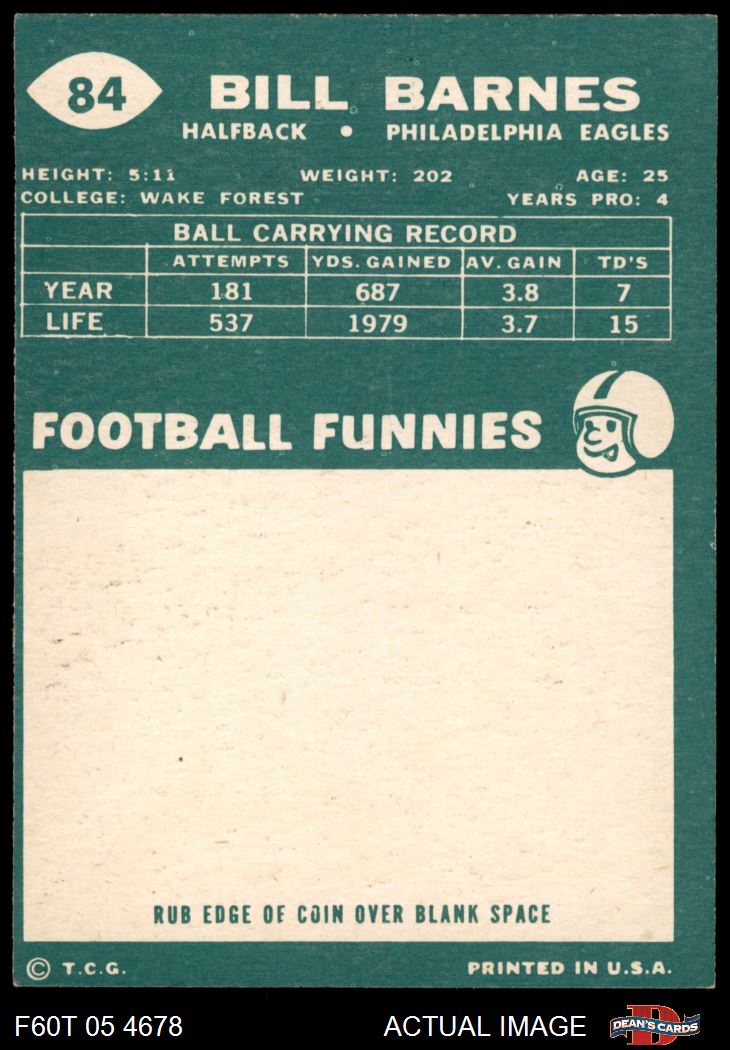 84
BILL BARNES
HALFBACK • PHILADELPHIA EAGLES
HEIGHT: 5:11 WEIGHT: 202 AGE: 25
COLLEGE: WAKE FOREST YEARS PRO: 4
BALL CARRYING RECORD
ATTEMPTS YDS. GAINED AV. GAIN TD'S
YEAR 181 687 3.8 7
LIFE 537 1979 3.7 15
FOOTBALL FUNNIES
RUB EDGE OF COIN OVER BLANK SPACE
© T.C.G. PRINTED IN U.S.A.
F60T 05 4678 ACTUAL IMAGE D DEAN'S CARDS